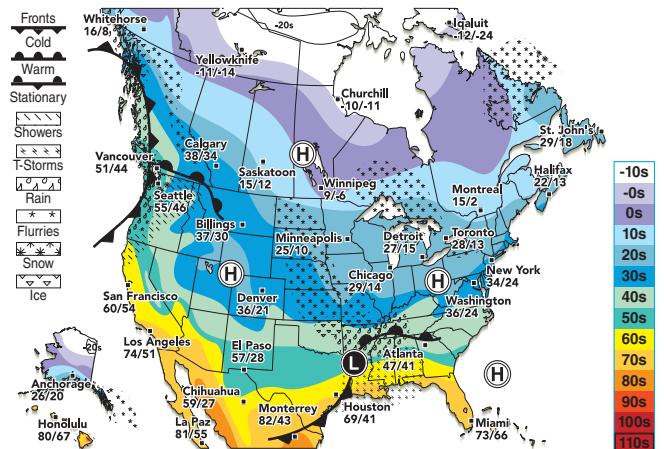 Fronts
Cold
Warm
Stationary
Showers
T-Storms
Rain
Flurries
Snow
Ice
-20s
Whitehorse
16/8
Iqaluit
-12/-24
Yellowknife
-11/-14
Churchill
-10/-11
St. John's
29/18
Calgary
38/34
Vancouver
51/44
Saskatoon
15/12
H
Winnipeg
9/-6
Halifax
22/13
Montreal
15/2
Seattle
55/46
Billings
37/30
Minneapolis
25/10
Detroit
27/15
Toronto
28/13
H
Chicago
29/14
H
New York
34/24
San Francisco
60/54
Denver
36/21
Washington
36/24
Los Angeles
74/51
El Paso
57/28
L
Atlanta
47/41
H
-20s
Anchorage
26/20
Chihuahua
59/27
Monterrey
82/43
Houston
69/41
Honolulu
80/67
La Paz
81/55
Miami
73/66
-10s
-0s
0s
10s
20s
30s
40s
50s
60s
70s
80s
90s
100s
110s